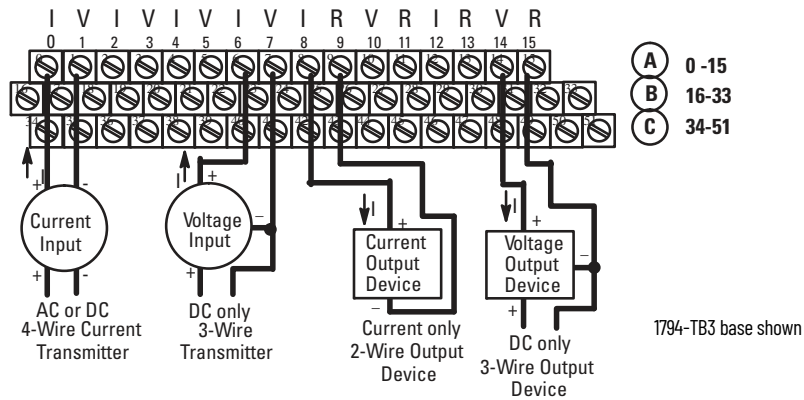 I V I V I V I V I R V R I R V R
0 1 2 3 4 5 6 7 8 9 10 11 12 13 14 15
A 0 -15
B 16-33
C 34-51
I I I I
+ - + + +
Current
Input
Voltage
Input
–
Current
Output
Device
Voltage
Output
Device
–
+ - + – +
AC or DC
4-Wire Current
Transmitter
DC only
3-Wire
Transmitter
Current only
2-Wire Output
Device
DC only
3-Wire Output
Device
1794-TB3 base shown